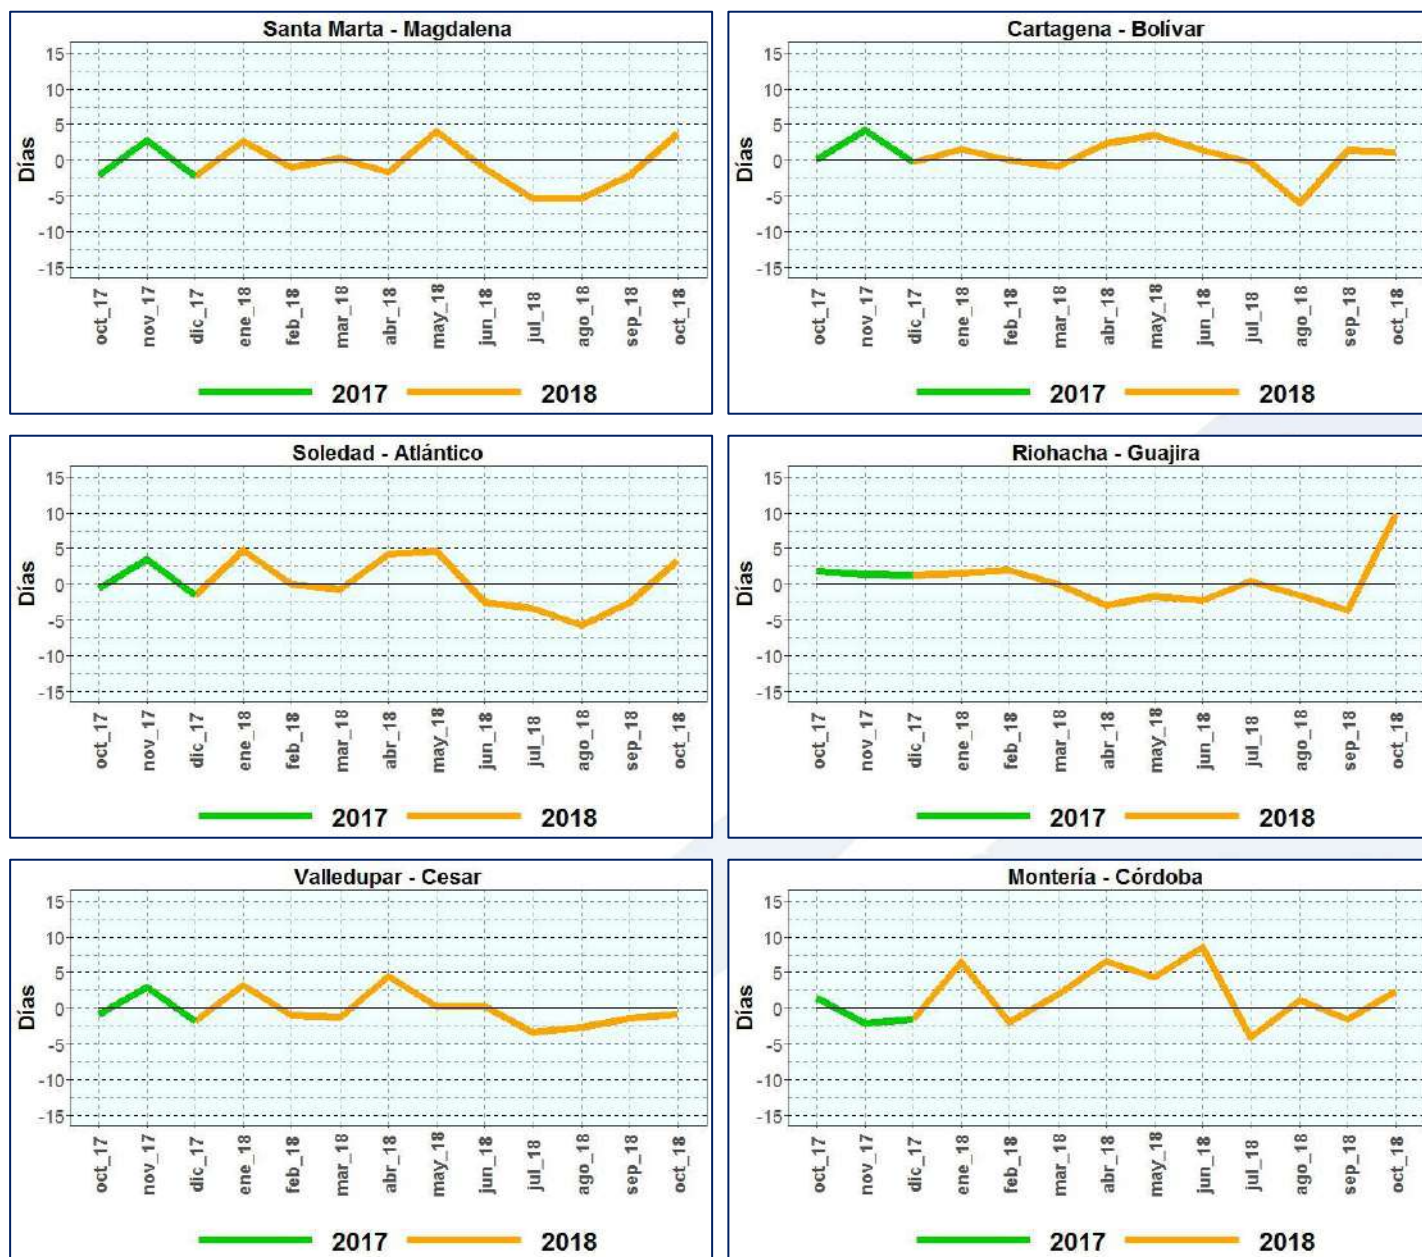 Santa Marta - Magdalena
15
10
5
0
-5
-10
-15
Días
oct_17 nov_17 dic_17 ene_18 feb_18 mar_18 abr_18 may_18 jun_18 jul_18 ago_18 sep_18 oct_18
2017 2018
Cartagena - Bolívar
15
10
5
0
-5
-10
-15
Días
oct_17 nov_17 dic_17 ene_18 feb_18 mar_18 abr_18 may_18 jun_18 jul_18 ago_18 sep_18 oct_18
2017 2018
Soledad - Atlántico
15
10
5
0
-5
-10
-15
Días
oct_17 nov_17 dic_17 ene_18 feb_18 mar_18 abr_18 may_18 jun_18 jul_18 ago_18 sep_18 oct_18
2017 2018
Riohacha - Guajira
15
10
5
0
-5
-10
-15
Días
oct_17 nov_17 dic_17 ene_18 feb_18 mar_18 abr_18 may_18 jun_18 jul_18 ago_18 sep_18 oct_18
2017 2018
Valledupar - Cesar
15
10
5
0
-5
-10
-15
Días
oct_17 nov_17 dic_17 ene_18 feb_18 mar_18 abr_18 may_18 jun_18 jul_18 ago_18 sep_18 oct_18
2017 2018
Montería - Córdoba
15
10
5
0
-5
-10
-15
Días
oct_17 nov_17 dic_17 ene_18 feb_18 mar_18 abr_18 may_18 jun_18 jul_18 ago_18 sep_18 oct_18
2017 2018